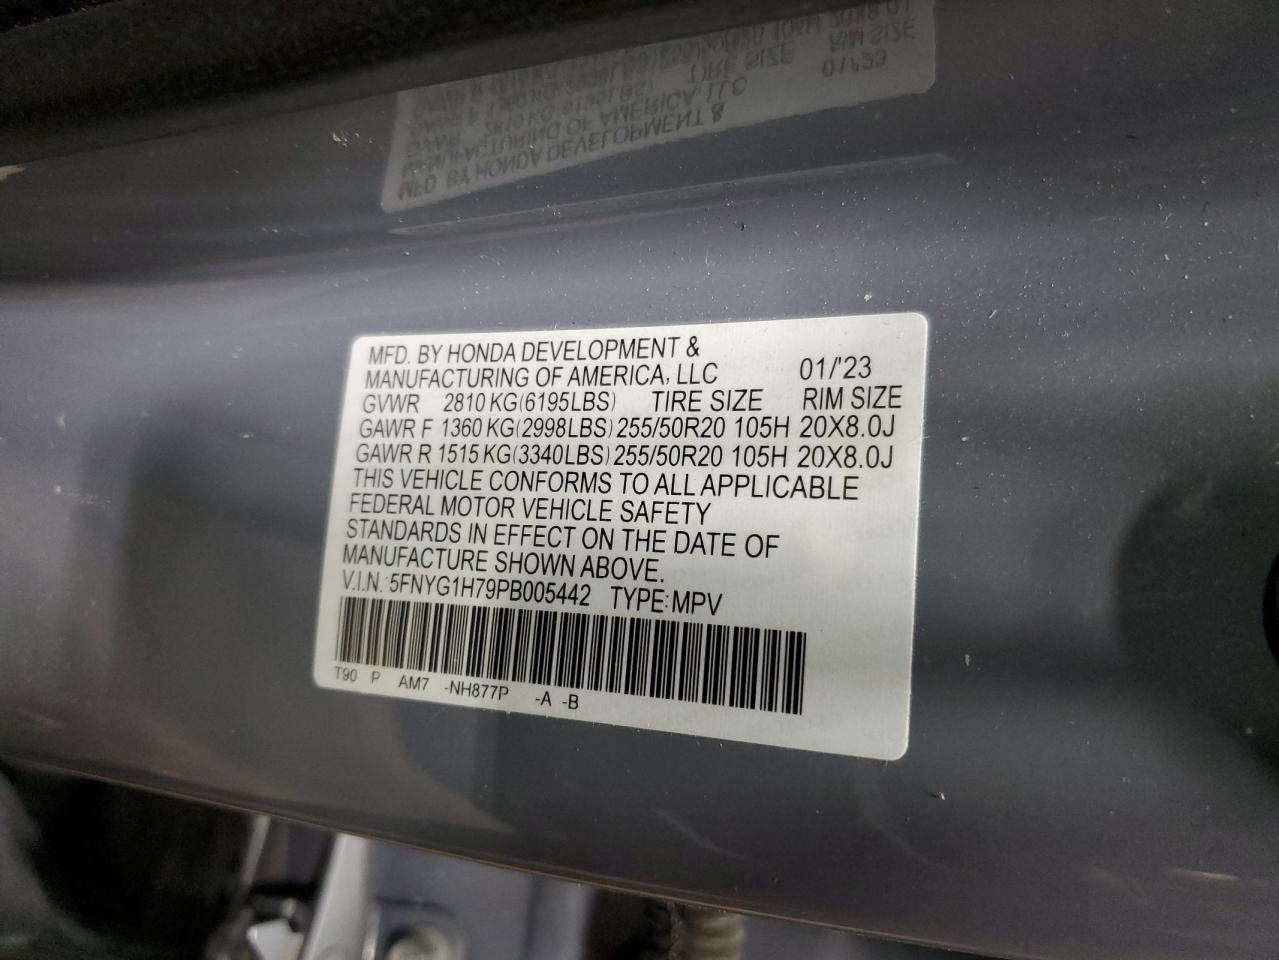 MFD. BY HONDA DEVELOPMENT &
MANUFACTURING OF AMERICA, LLC 01/'23
GVWR 2810 KG(6195LBS) TIRE SIZE RIM SIZE
GAWR F 1360 KG(2998LBS) 255/50R20 105H 20X8.0J
GAWR R 1515 KG(3340LBS) 255/50R20 105H 20X8.0J
THIS VEHICLE CONFORMS TO ALL APPLICABLE
FEDERAL MOTOR VEHICLE SAFETY
STANDARDS IN EFFECT ON THE DATE OF
MANUFACTURE SHOWN ABOVE.
V.I.N.:5FNYG1H79PB005442 TYPE:MPV
T90 P AM7 -NH877P -A -B